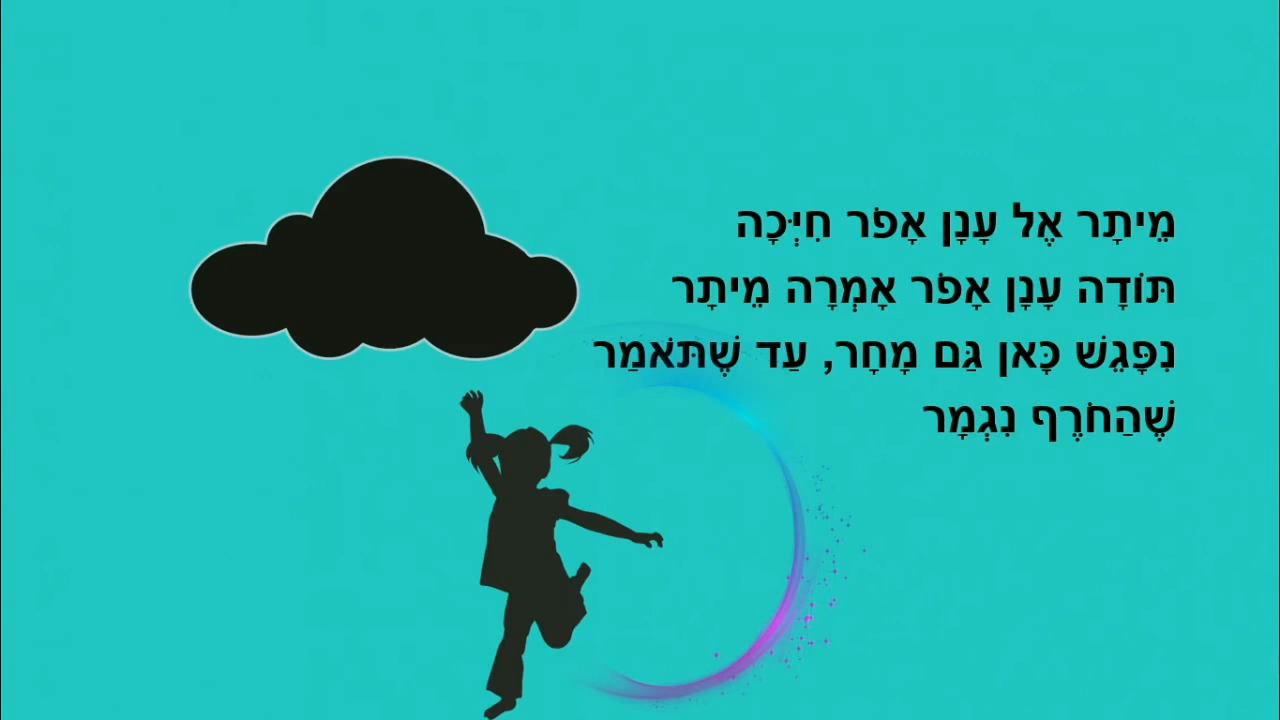 מֵיתָר אֶל עָנָן אָפֹר חִיְּכָה
תּוֹדָה עָנָן אָפֹר אָמְרָה מֵיתָר
נִפָּגֵשׁ כָּאן גַּם מָחָר, עַד שֶׁתֹּאמַר
שֶׁהַחֹרֶף נִגְמָר